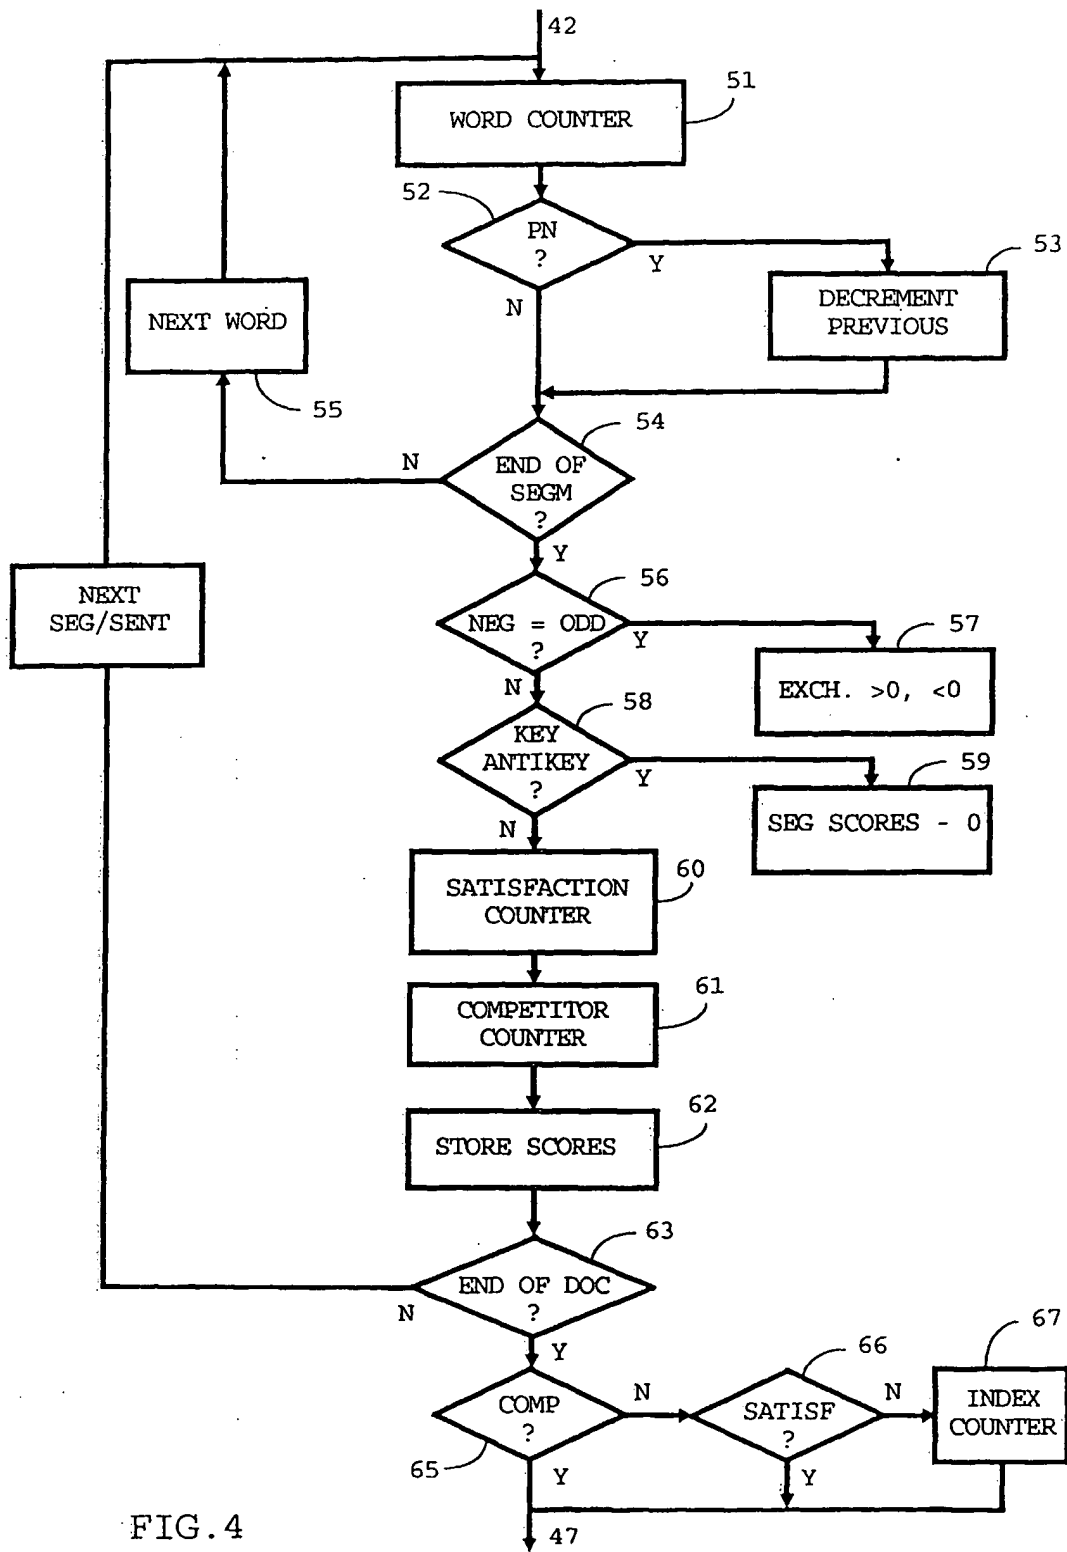 42
WORD COUNTER
51
52
PN
?
Y
N
53
DECREMENT
PREVIOUS
NEXT WORD
55
54
N
END OF
SEGM
?
Y
NEXT
SEG/SENT
56
NEG = ODD
?
Y
N
57
EXCH. >0, <0
58
KEY
ANTIKEY
?
Y
N
59
SEG SCORES - 0
60
SATISFACTION
COUNTER
61
COMPETITOR
COUNTER
62
STORE SCORES
63
END OF DOC
?
N
Y
COMP
?
65
N
Y
66
SATISF
?
N
Y
67
INDEX
COUNTER
47
FIG.4